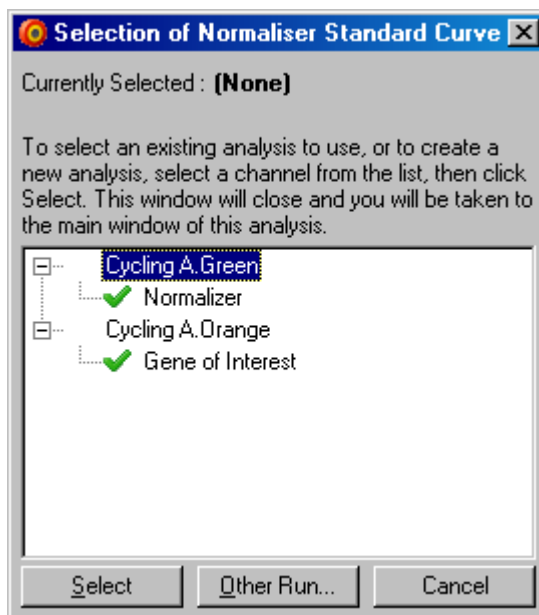 Selection of Normaliser Standard Curve
Currently Selected : (None)
To select an existing analysis to use, or to create a
new analysis, select a channel from the list, then click
Select. This window will close and you will be taken to
the main window of this analysis.
Cycling A.Green
Normalizer
Cycling A.Orange
Gene of Interest
Select Other Run... Cancel